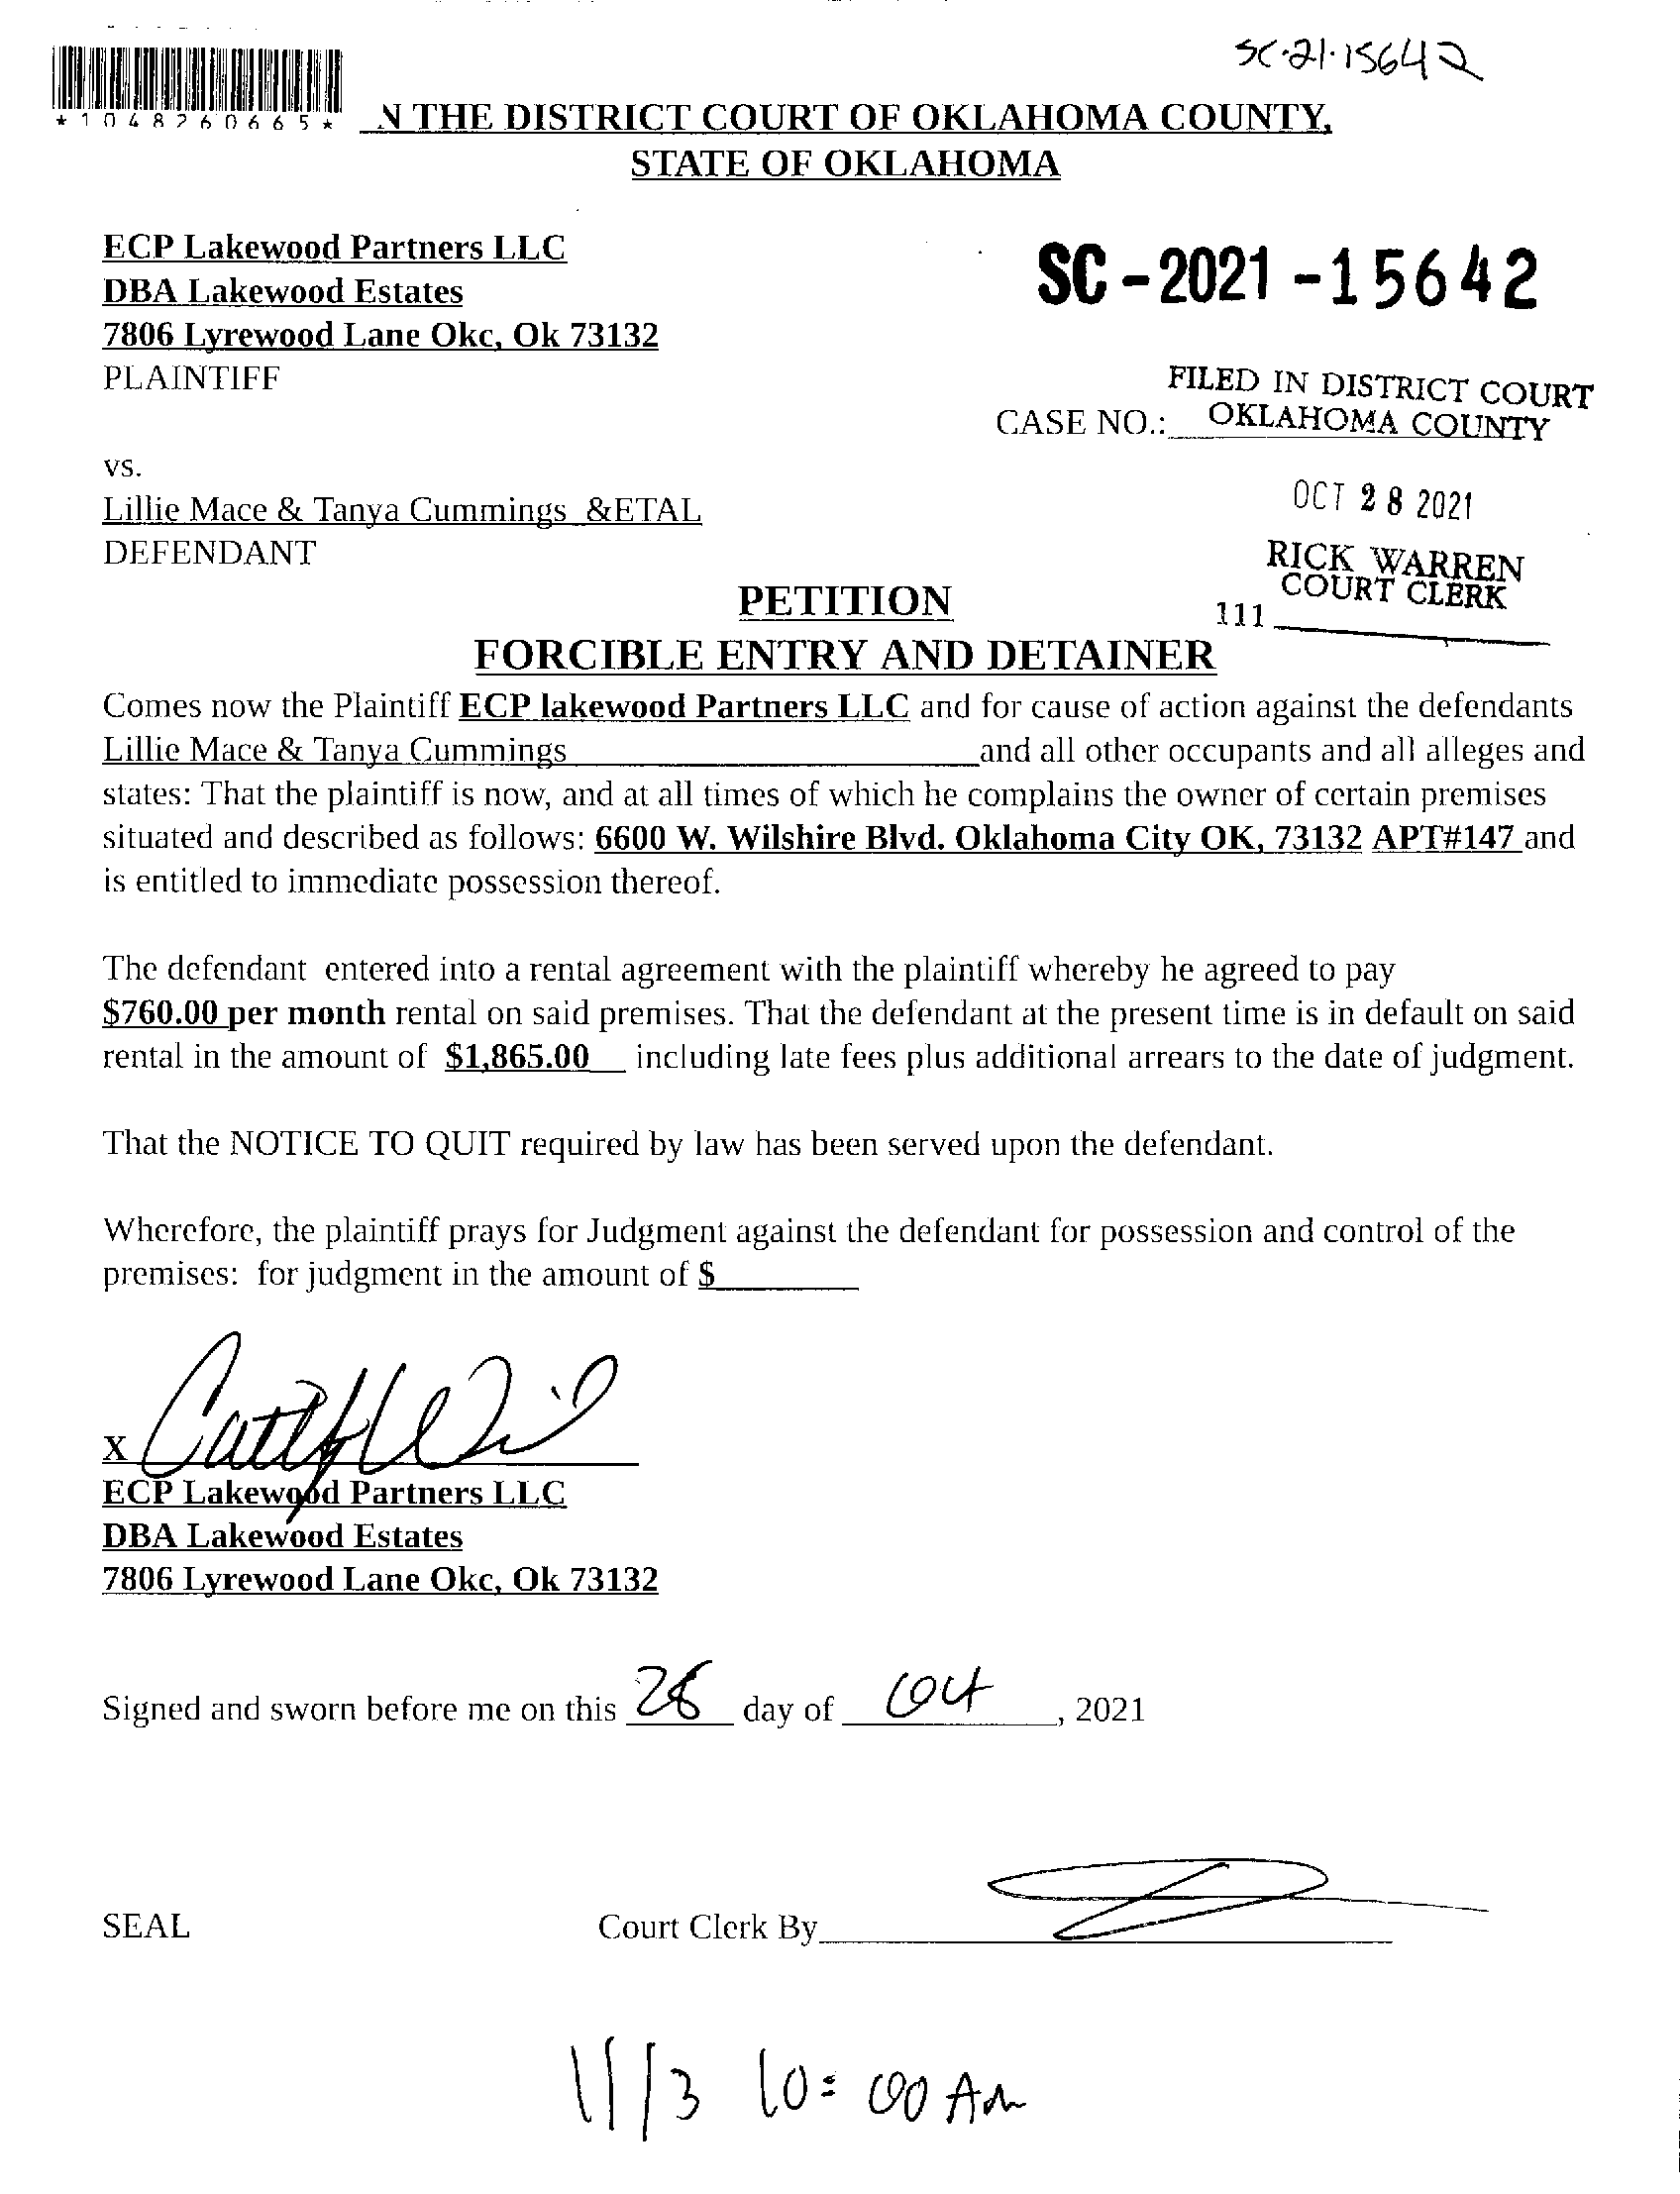 SC-21-15642
*1048260665*
N THE DISTRICT COURT OF OKLAHOMA COUNTY,
STATE OF OKLAHOMA
ECP Lakewood Partners LLC
DBA Lakewood Estates
7806 Lyrewood Lane Okc, Ok 73132
PLAINTIFF
SC-2021-15642
FILED IN DISTRICT COURT
CASE NO.: OKLAHOMA COUNTY
vs.
Lillie Mace & Tanya Cummings &ETAL
DEFENDANT
OCT 28 2021
RICK WARREN
COURT CLERK
111
PETITION
FORCIBLE ENTRY AND DETAINER
Comes now the Plaintiff ECP lakewood Partners LLC and for cause of action against the defendants
Lillie Mace & Tanya Cummings and all other occupants and all alleges and
states: That the plaintiff is now, and at all times of which he complains the owner of certain premises
situated and described as follows: 6600 W. Wilshire Blvd. Oklahoma City OK, 73132 APT#147 and
is entitled to immediate possession thereof.
The defendant entered into a rental agreement with the plaintiff whereby he agreed to pay
$760.00 per month rental on said premises. That the defendant at the present time is in default on said
rental in the amount of $1,865.00 including late fees plus additional arrears to the date of judgment.
That the NOTICE TO QUIT required by law has been served upon the defendant.
Wherefore, the plaintiff prays for Judgment against the defendant for possession and control of the
premises: for judgment in the amount of $
X
ECP Lakewood Partners LLC
DBA Lakewood Estates
7806 Lyrewood Lane Okc, Ok 73132
Signed and sworn before me on this 28 day of Oct, 2021
SEAL
Court Clerk By
11/3 10:00 AM